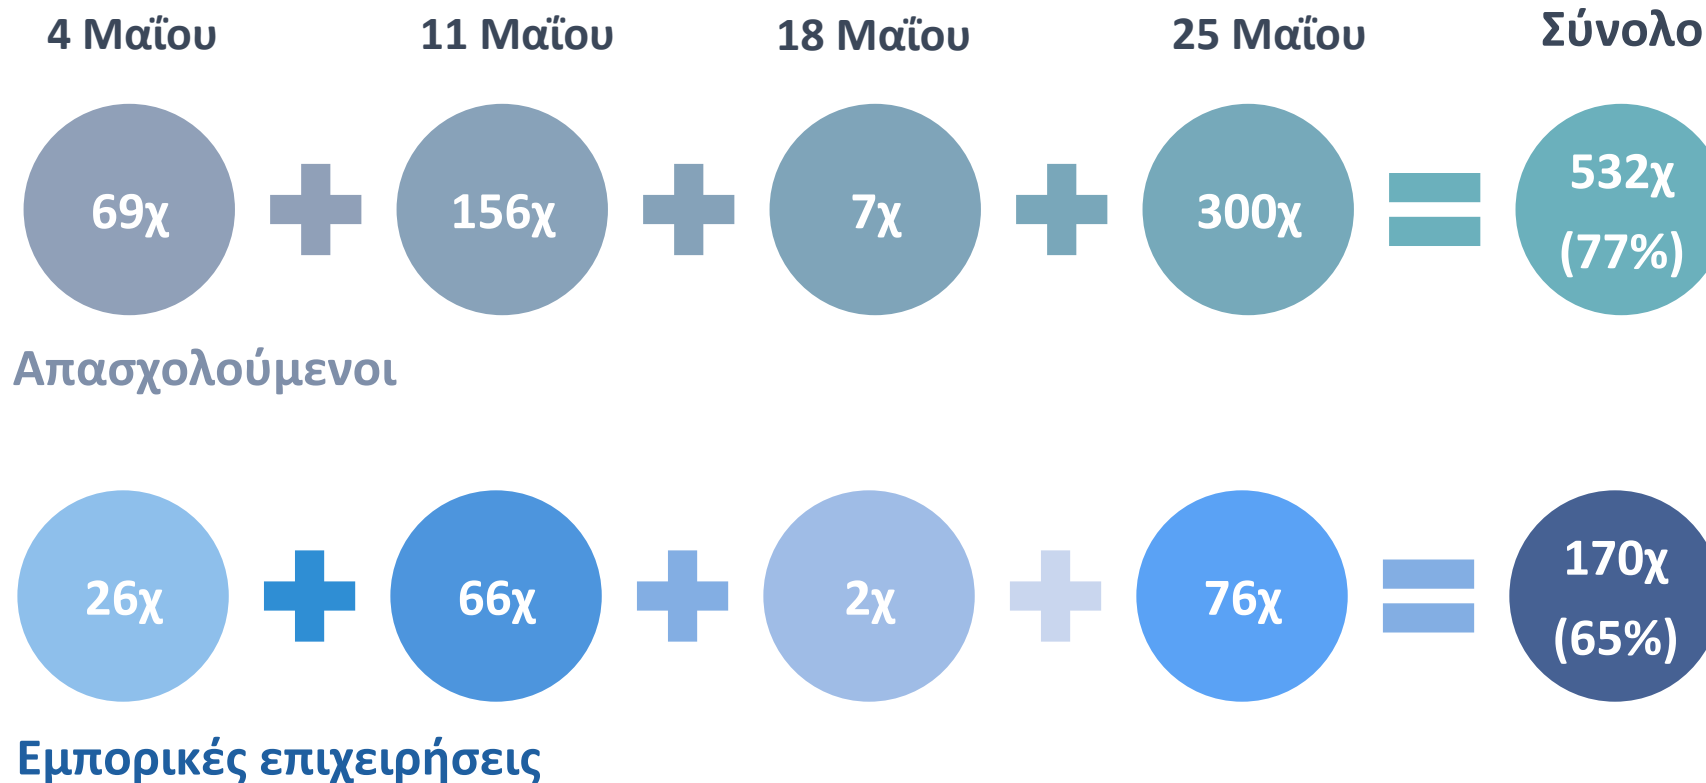 4 Μαΐου 11 Μαΐου 18 Μαΐου 25 Μαΐου Σύνολο
69χ 156χ 7χ 300χ 532χ
(77%)
Απασχολούμενοι
26χ 66χ 2χ 76χ 170χ
(65%)
Εμπορικές επιχειρήσεις